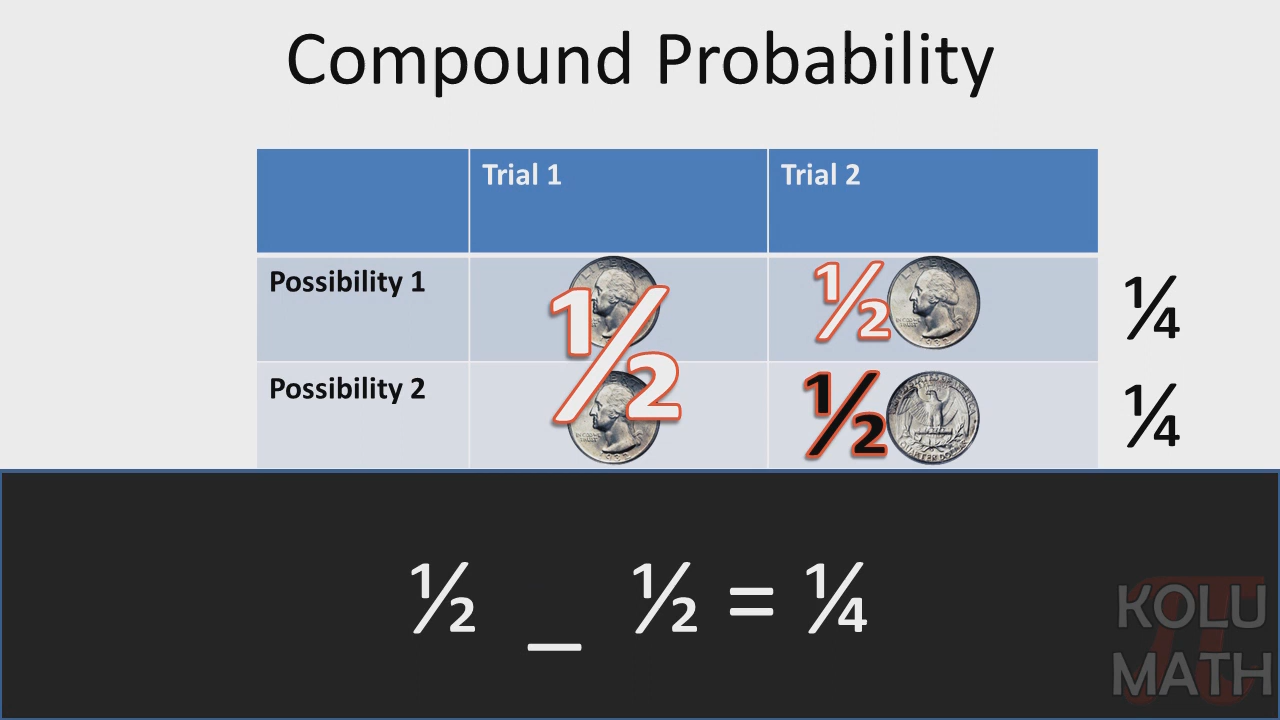 Compound Probability
Trial 1 Trial 2
Possibility 1 ½ ½ ¼
Possibility 2 ½ ¼
½ _ ½ = ¼
KOLU
MATH